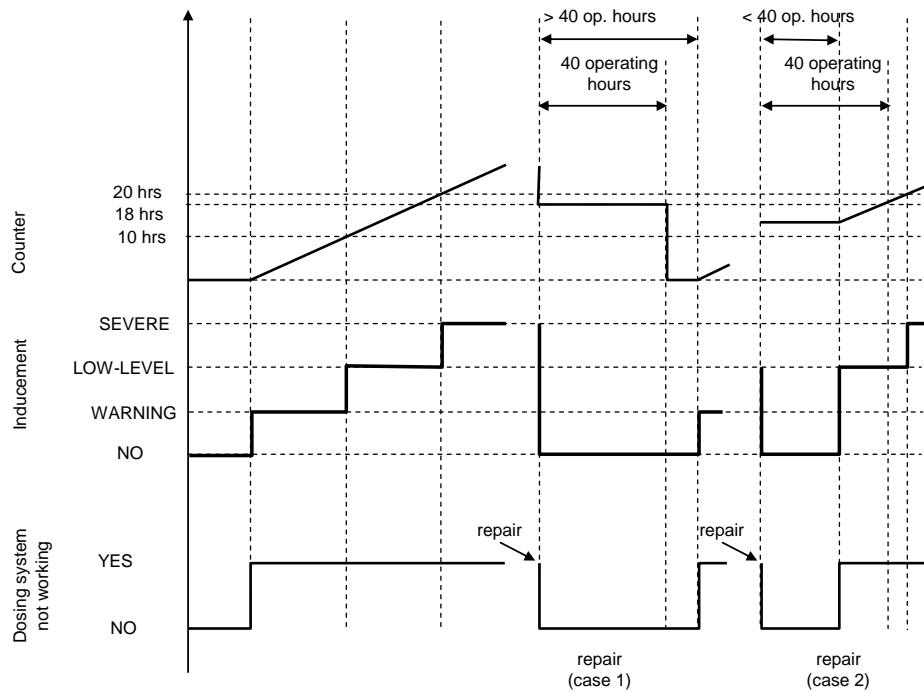 > 40 op. hours
< 40 op. hours
40 operating
hours
40 operating
hours
Counter
20 hrs
18 hrs
10 hrs
Inducement
SEVERE
LOW-LEVEL
WARNING
NO
Dosing system
not working
YES
NO
repair
repair
repair
(case 1)
repair
(case 2)